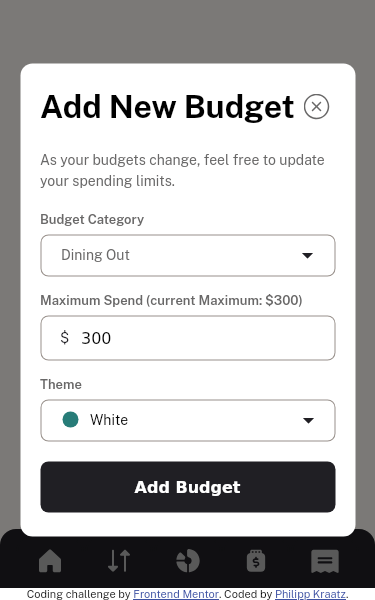 Add New Budget
As your budgets change, feel free to update
your spending limits.
Budget Category
Dining Out
Maximum Spend (current Maximum: $300)
$ 300
Theme
White
Add Budget
$
Coding challenge by Frontend Mentor. Coded by Philipp Kraatz.